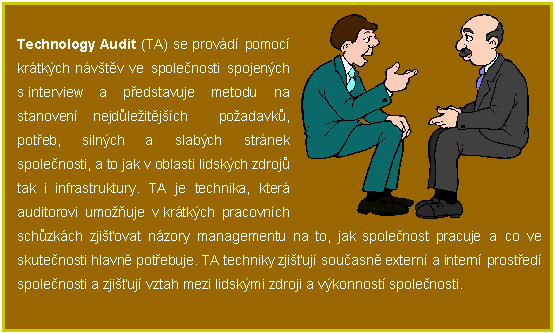 Technology Audit (TA) se provádí pomocí
krátkých návštěv ve společnosti spojených
s interview a představuje metodu na
stanovení nejdůležitějších požadavků,
potřeb, silných a slabých stránek
společnosti, a to jak v oblasti lidských zdrojů
tak i infrastruktury. TA je technika, která
auditorovi umožňuje v krátkých pracovních
schůzkách zjišťovat názory managementu na to, jak společnost pracuje a co ve
skutečnosti hlavně potřebuje. TA techniky zjišťují současně externí a interní prostředí
společnosti a zjišťují vztah mezi lidskými zdroji a výkonností společnosti.